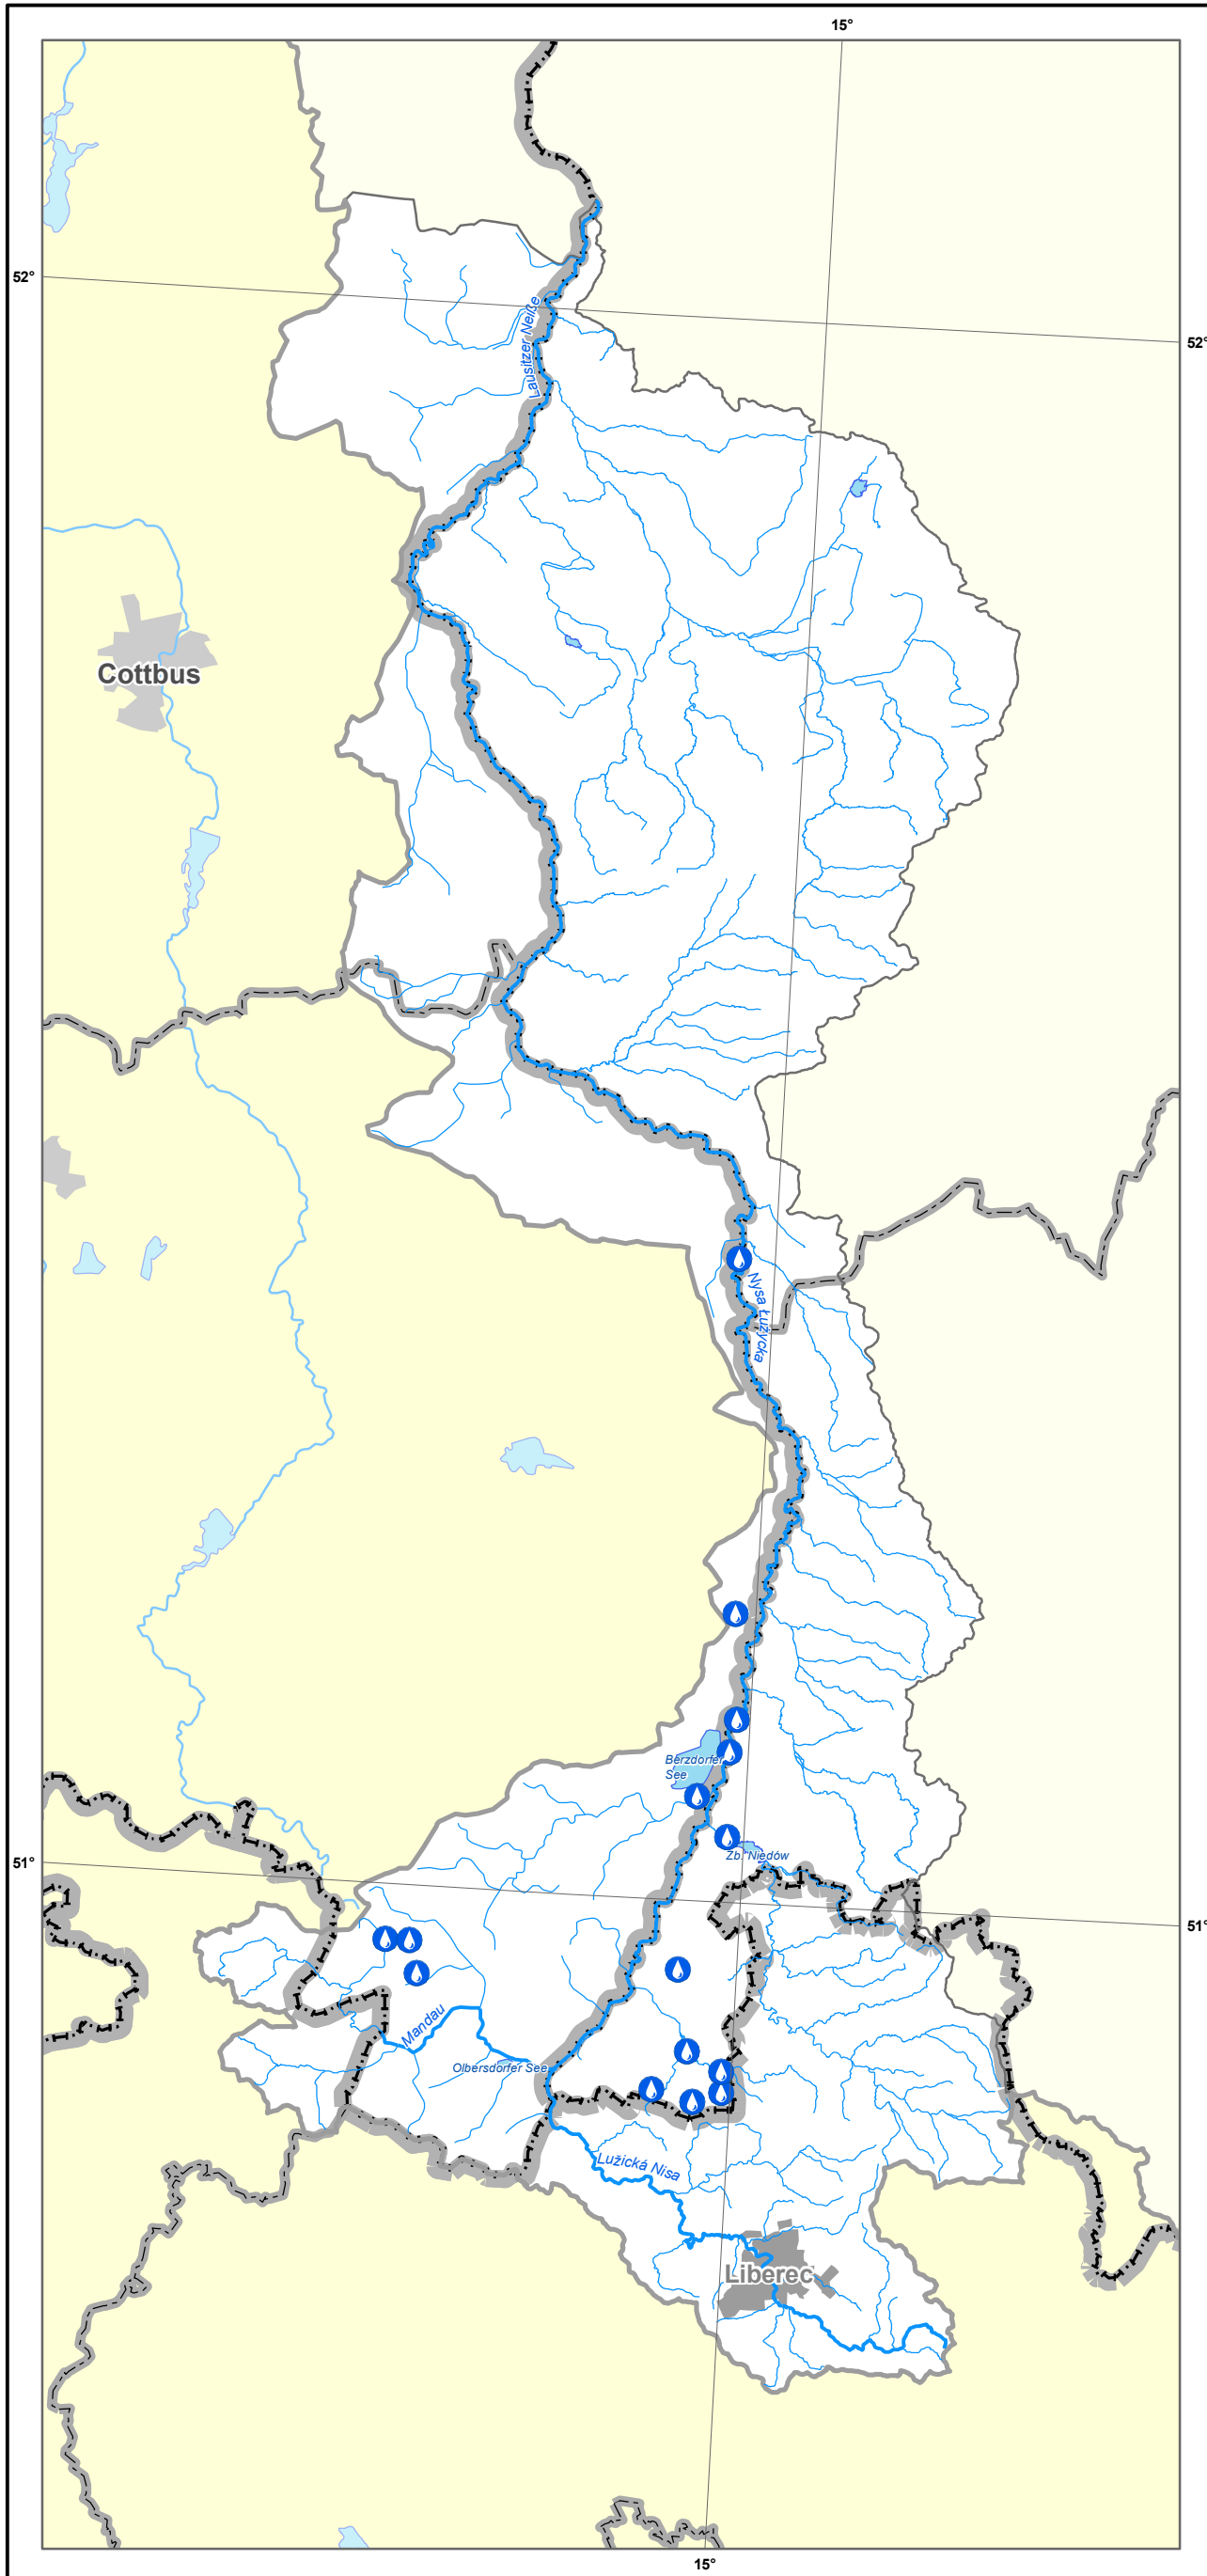 15°
52°
Lausitzer Neiße
52°
Cottbus
Nysa Łużycka
Berzdorfer
See
Zb. Niedów
51°
51°
Mandau
Olbersdorfer See
Lužická Nisa
Liberec
15°